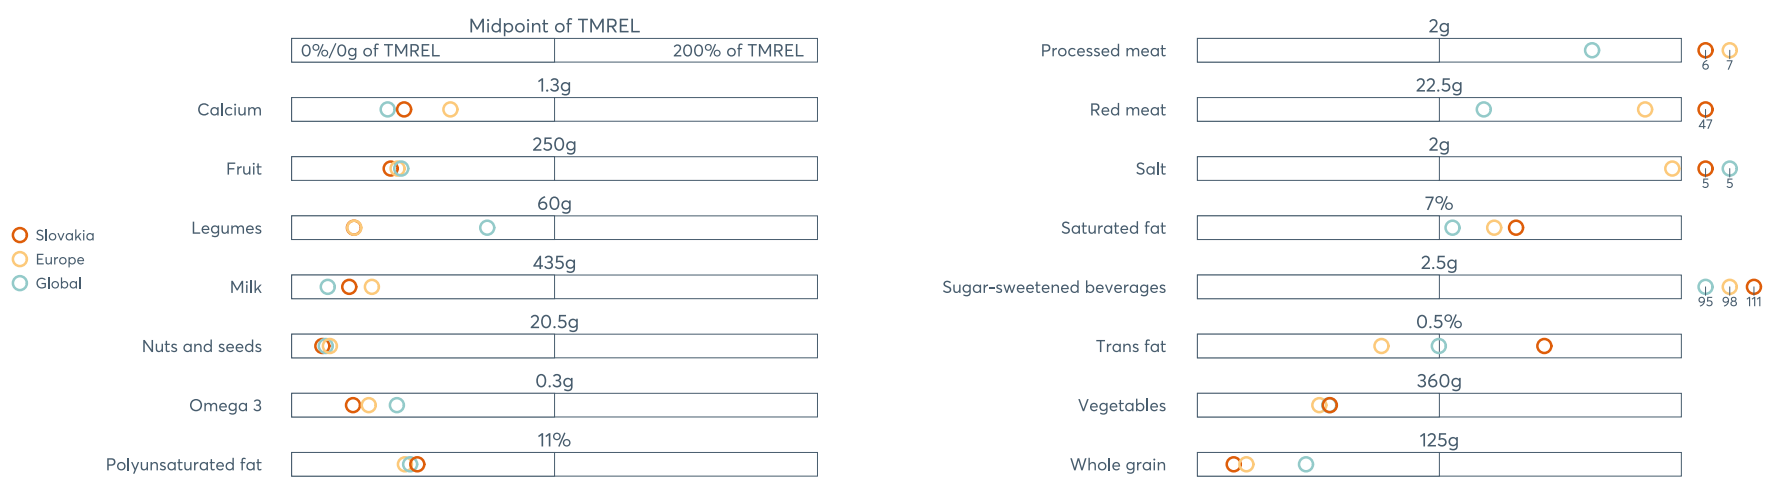 Midpoint of TMREL
0%/0g of TMREL 200% of TMREL
1.3g
Calcium
250g
Fruit
60g
Legumes
435g
Milk
20.5g
Nuts and seeds
0.3g
Omega 3
11%
Polyunsaturated fat
Slovakia
Europe
Global
2g
Processed meat
6 7
22.5g
Red meat
47
2g
Salt
5 5
7%
Saturated fat
2.5g
Sugar-sweetened beverages
95 98 111
0.5%
Trans fat
360g
Vegetables
125g
Whole grain